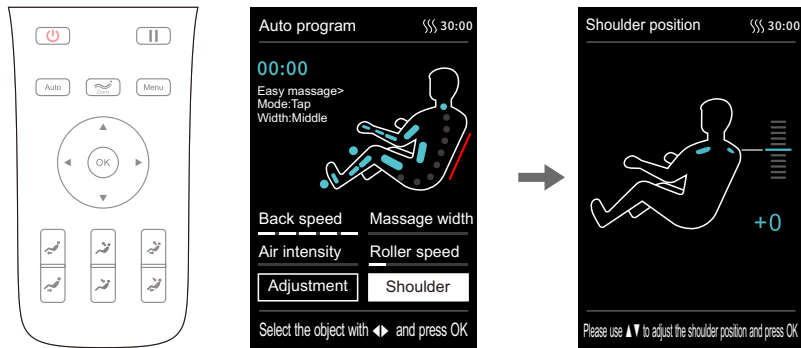 Auto
Zero
Menu
OK
Auto program
30:00
00:00
Easy massage>
Mode:Tap
Width:Middle
Back speed
Massage width
Air intensity
Roller speed
Adjustment
Shoulder
Select the object with ◀▶ and press OK
Shoulder position
30:00
+0
Please use ▲▼ to adjust the shoulder position and press OK